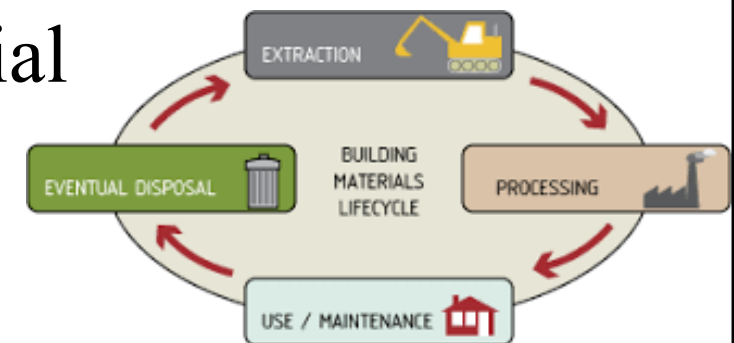 ial
EXTRACTION
EVENTUAL DISPOSAL
BUILDING
MATERIALS
LIFECYCLE
PROCESSING
USE / MAINTENANCE